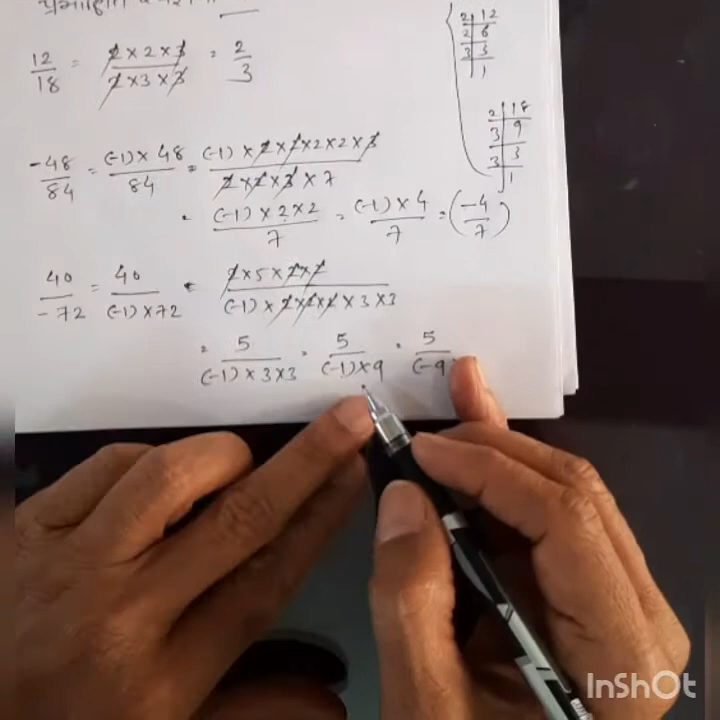 12/18 = 2 × 2 × 3 / 2 × 3 × 3 = 2/3
2 | 12
2 | 6
3 | 3
1
2 | 18
3 | 9
3 | 3
1
-48/84 = (-1) × 48 / 84 = (-1) × 2 × 2 × 2 × 2 × 3 / 2 × 2 × 3 × 7
= (-1) × 2 × 2 / 7 = (-1) × 4 / 7 = (-4/7)
40/-72 = 40 / (-1) × 72 = 2 × 5 × 2 × 2 / (-1) × 2 × 2 × 2 × 3 × 3
= 5 / (-1) × 3 × 3 = 5 / (-1) × 9 = 5 / (-9
InShOt